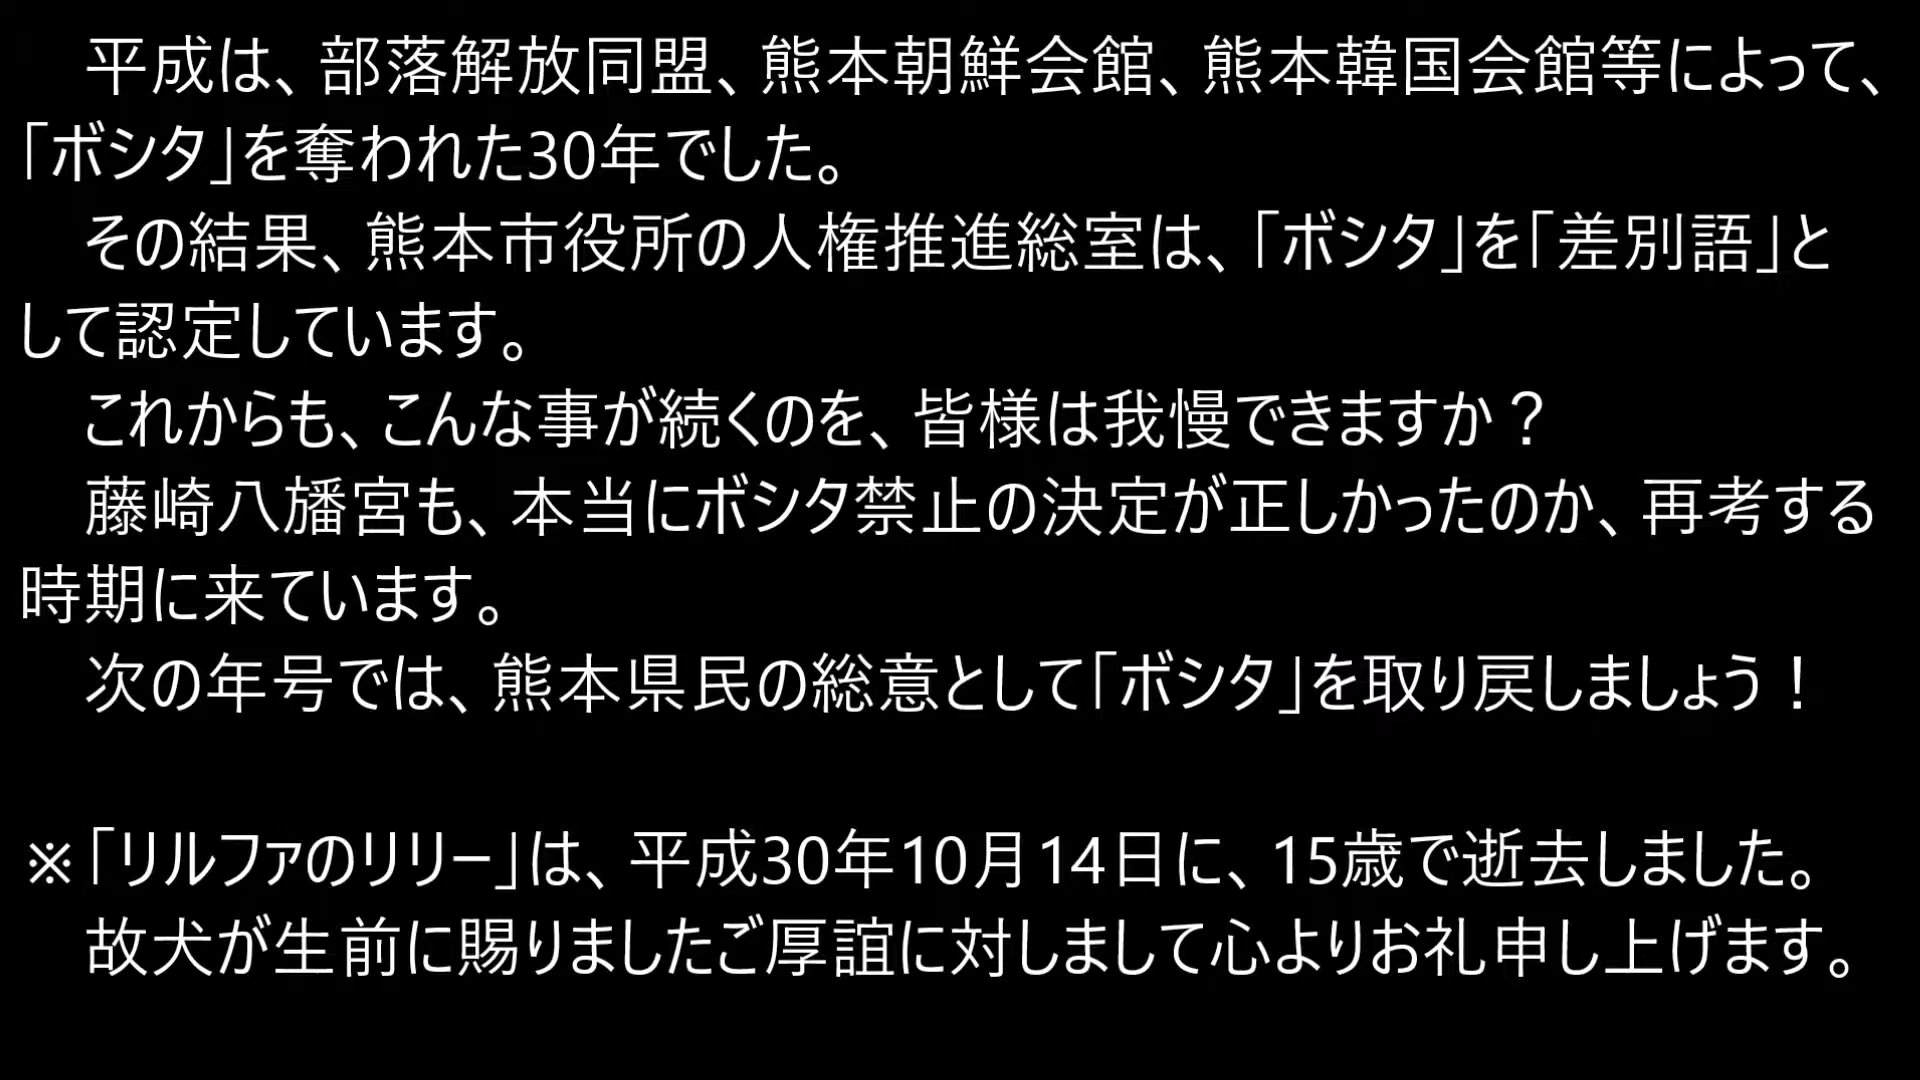 平成は、部落解放同盟、熊本朝鮮会館、熊本韓国会館等によって、
「ボシタ」を奪われた30年でした。
その結果、熊本市役所の人権推進総室は、「ボシタ」を「差別語」と
して認定しています。
これからも、こんな事が続くのを、皆様は我慢できますか？
藤崎八旛宮も、本当にボシタ禁止の決定が正しかったのか、再考する
時期に来ています。
次の年号では、熊本県民の総意として「ボシタ」を取り戻しましょう！
※「リルファのリリー」は、平成30年10月14日に、15歳で逝去しました。
故犬が生前に賜りましたご厚誼に対しまして心よりお礼申し上げます。